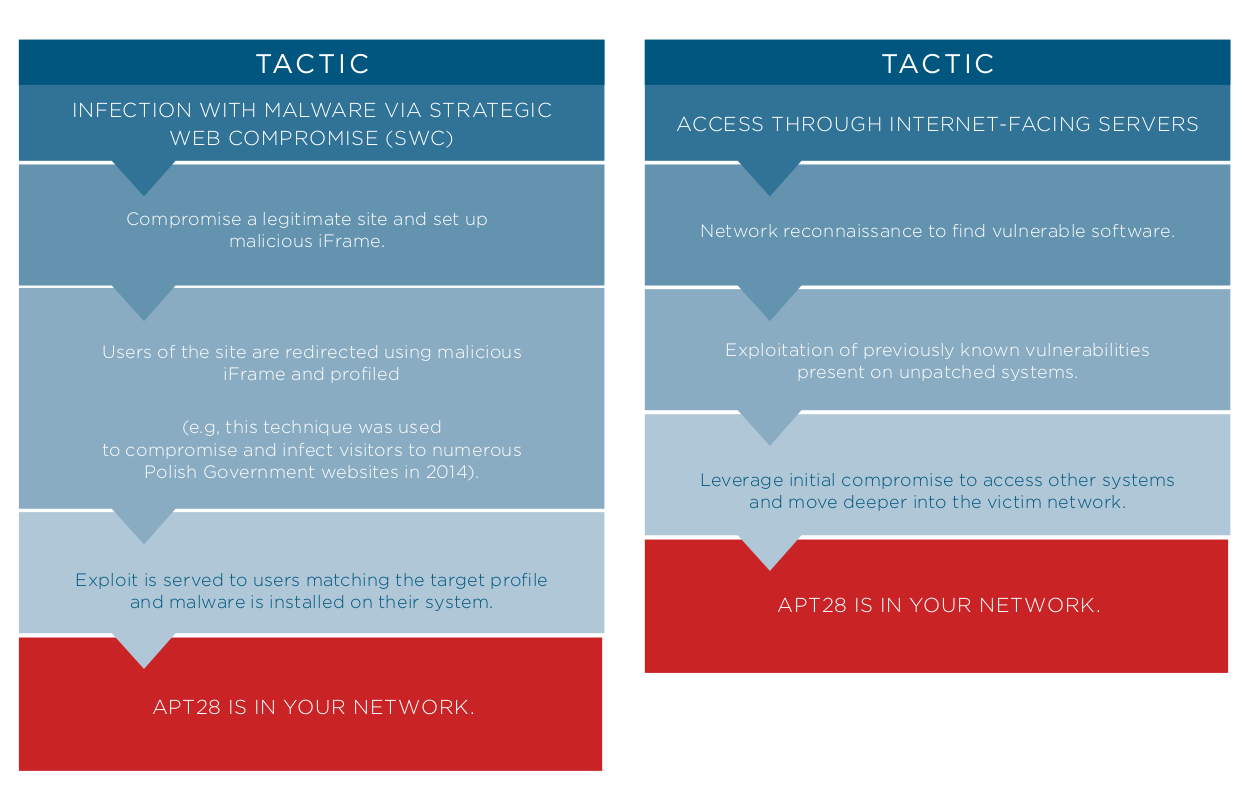 TACTIC
INFECTION WITH MALWARE VIA STRATEGIC
WEB COMPROMISE (SWC)
Compromise a legitimate site and set up
malicious iFrame.
Users of the site are redirected using malicious
iFrame and profiled
(e.g, this technique was used
to compromise and infect visitors to numerous
Polish Government websites in 2014).
Exploit is served to users matching the target profile
and malware is installed on their system.
APT28 IS IN YOUR NETWORK.
TACTIC
ACCESS THROUGH INTERNET-FACING SERVERS
Network reconnaissance to find vulnerable software.
Exploitation of previously known vulnerabilities
present on unpatched systems.
Leverage initial compromise to access other systems
and move deeper into the victim network.
APT28 IS IN YOUR NETWORK.